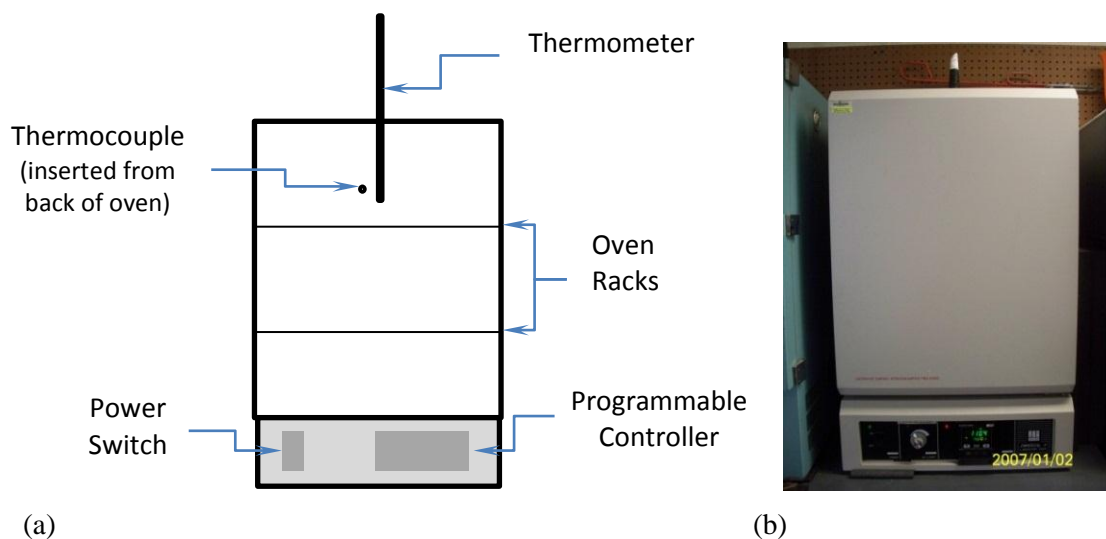 Thermometer
Thermocouple
(inserted from
back of oven)
Oven
Racks
Power
Switch
Programmable
Controller
2007/01/02
(a)
(b)